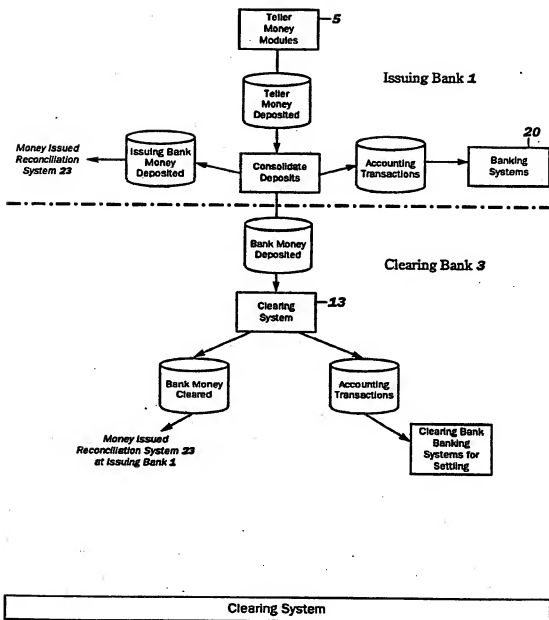 Teller
Money
Modules
5
Issuing Bank 1
Teller
Money
Deposited
Money Issued
Reconciliation
System 23
Issuing Bank
Money
Deposited
Consolidate
Deposits
Accounting
Transactions
20
Banking
Systems
Bank Money
Deposited
Clearing Bank 3
Clearing
System
13
Bank Money
Cleared
Accounting
Transactions
Money Issued
Reconciliation System 23
at Issuing Bank 1
Clearing Bank
Banking
Systems for
Settling
Clearing System